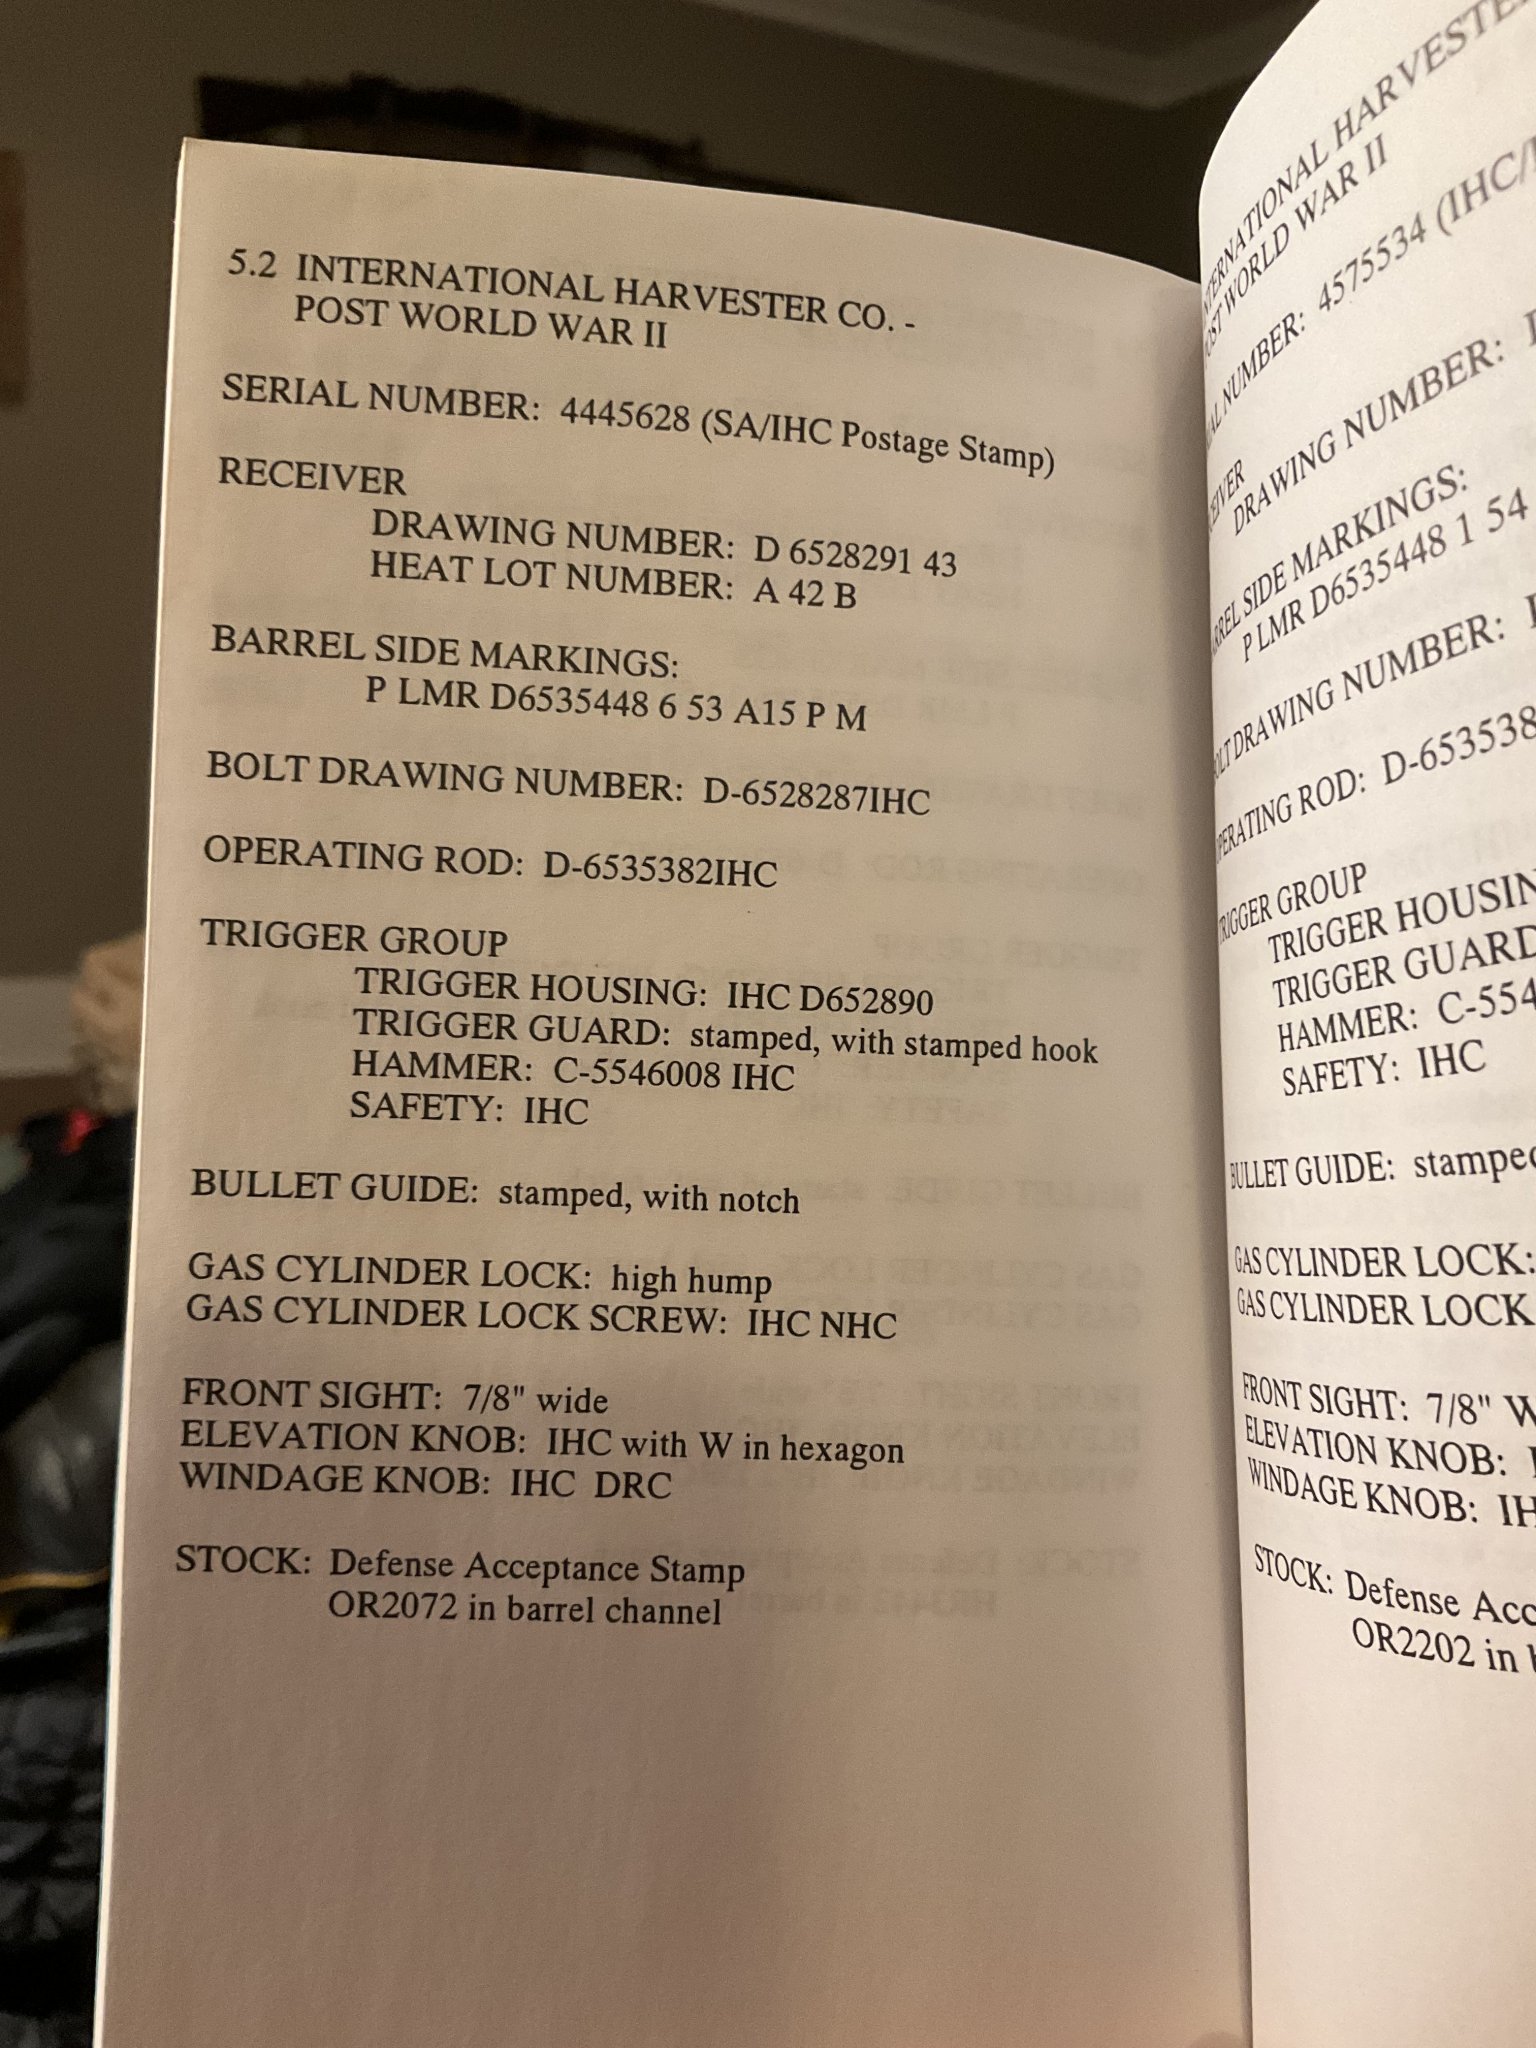 5.2 INTERNATIONAL HARVESTER CO. -
POST WORLD WAR II
SERIAL NUMBER: 4445628 (SA/IHC Postage Stamp)
RECEIVER
DRAWING NUMBER: D 6528291 43
HEAT LOT NUMBER: A 42 B
BARREL SIDE MARKINGS:
P LMR D6535448 6 53 A15 P M
BOLT DRAWING NUMBER: D-6528287IHC
OPERATING ROD: D-6535382IHC
TRIGGER GROUP
TRIGGER HOUSING: IHC D652890
TRIGGER GUARD: stamped, with stamped hook
HAMMER: C-5546008 IHC
SAFETY: IHC
BULLET GUIDE: stamped, with notch
GAS CYLINDER LOCK: high hump
GAS CYLINDER LOCK SCREW: IHC NHC
FRONT SIGHT: 7/8" wide
ELEVATION KNOB: IHC with W in hexagon
WINDAGE KNOB: IHC DRC
STOCK: Defense Acceptance Stamp
OR2072 in barrel channel
INTERNATIONAL HARVESTER
POST WORLD WAR II
NUMBER: 4575534 (IHC/
DRAWING NUMBER:
BARREL SIDE MARKINGS:
P LMR D6535448 1 54
BOLT DRAWING NUMBER:
OPERATING ROD: D-653538
TRIGGER GROUP
TRIGGER HOUSIN
TRIGGER GUARD
HAMMER: C-554
SAFETY: IHC
BULLET GUIDE: stamped
GAS CYLINDER LOCK:
GAS CYLINDER LOCK
FRONT SIGHT: 7/8" W
ELEVATION KNOB:
WINDAGE KNOB: IH
STOCK: Defense Acc
OR2202 in